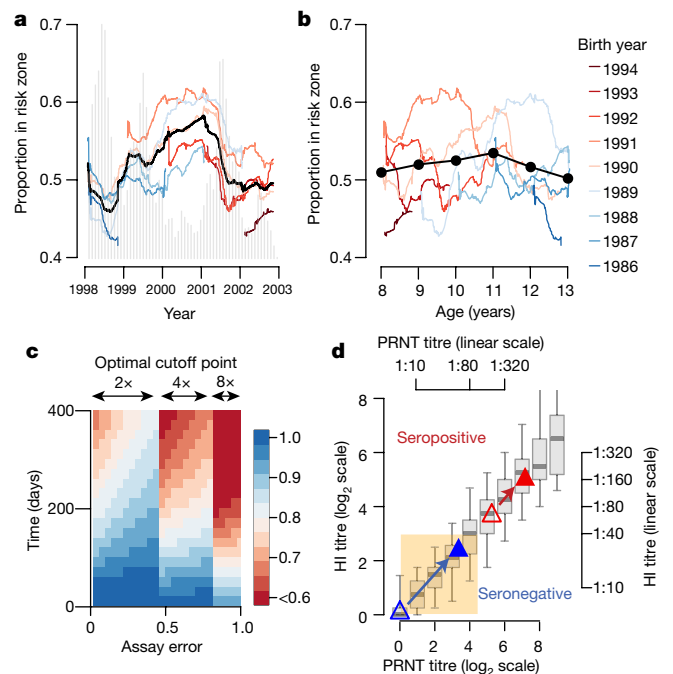 a
0.7
0.6
0.5
0.4
Proportion in risk zone
1998 1999 2000 2001 2002 2003
Year
b
0.7
0.6
0.5
0.4
Proportion in risk zone
8 9 10 11 12 13
Age (years)
Birth year
1994
1993
1992
1991
1990
1989
1988
1987
1986
c
Optimal cutoff point
2× 4× 8×
400
200
0
Time (days)
0 0.5 1.0
Assay error
1.0
0.9
0.8
0.7
<0.6
d
PRNT titre (linear scale)
1:10 1:80 1:320
8
6
4
2
0
HI titre (log2 scale)
Seropositive
Seronegative
1:320
1:160
1:80
1:40
1:10
HI titre (linear scale)
0 2 4 6 8
PRNT titre (log2 scale)